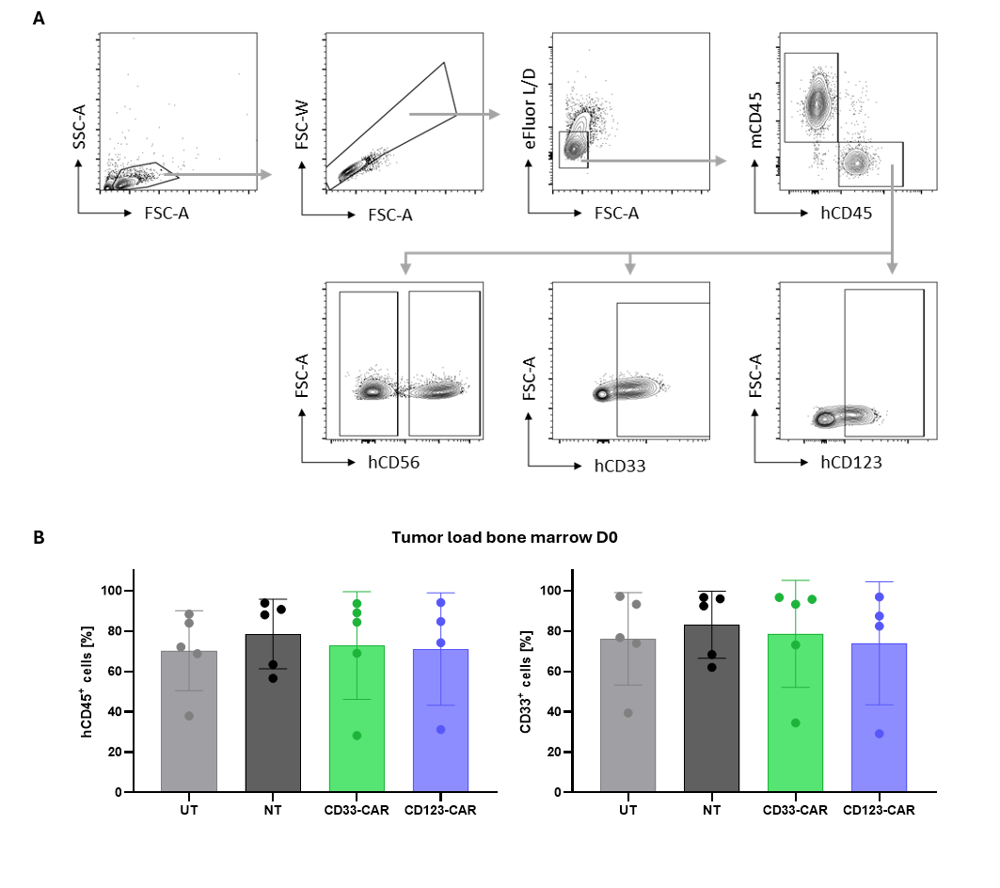 A
SSC-A
FSC-A
FSC-W
FSC-A
eFluor L/D
FSC-A
mCD45
hCD45
FSC-A
hCD56
FSC-A
hCD33
FSC-A
hCD123
B
Tumor load bone marrow D0
hCD45⁺ cells [%]
100
80
60
40
20
0
UT
NT
CD33-CAR
CD123-CAR
CD33⁺ cells [%]
100
80
60
40
20
0
UT
NT
CD33-CAR
CD123-CAR